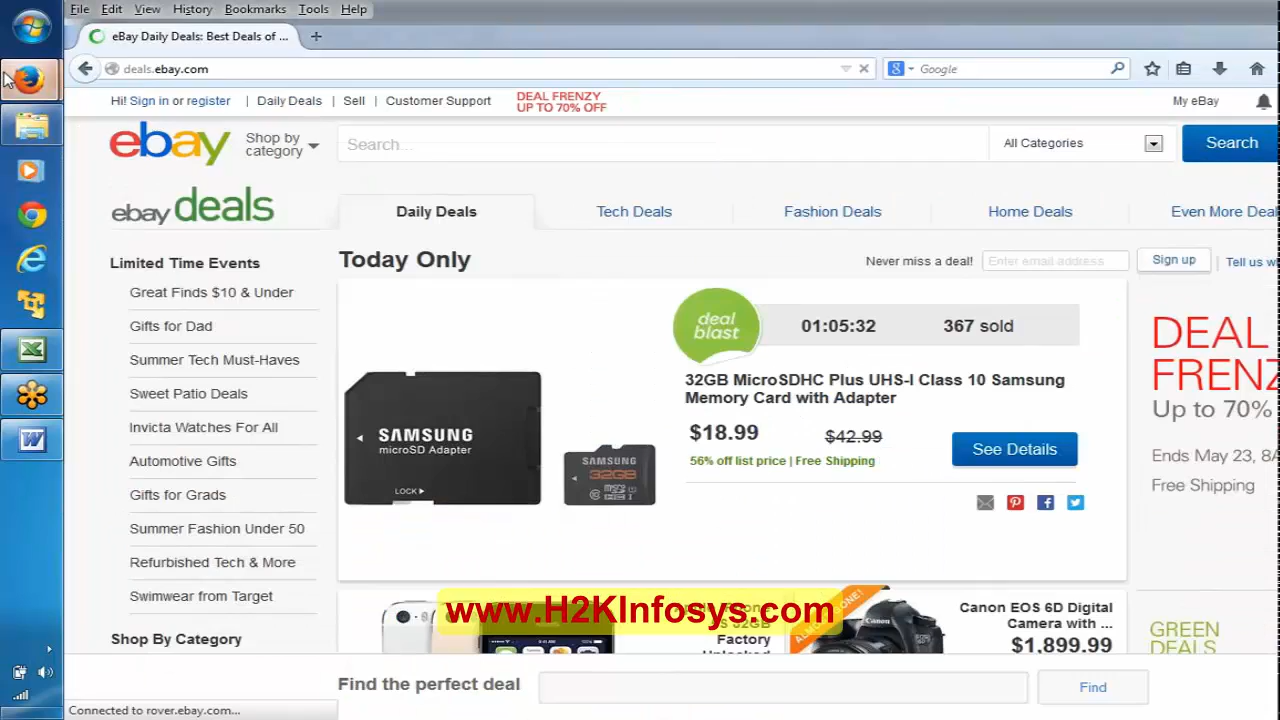 File Edit View History Bookmarks Tools Help
eBay Daily Deals: Best Deals of ...
deals.ebay.com
Google
Hi! Sign in or register
Daily Deals
Sell
Customer Support
DEAL FRENZY
UP TO 70% OFF
My eBay
ebay
Shop by
category
Search...
All Categories
Search
ebay deals
Daily Deals
Tech Deals
Fashion Deals
Home Deals
Even More Deal
Limited Time Events
Great Finds $10 & Under
Gifts for Dad
Summer Tech Must-Haves
Sweet Patio Deals
Invicta Watches For All
Automotive Gifts
Gifts for Grads
Summer Fashion Under 50
Refurbished Tech & More
Swimwear from Target
Shop By Category
Today Only
Never miss a deal!
Enter email address
Sign up
Tell us w
SAMSUNG
microSD Adapter
LOCK
SAMSUNG
32GB
deal
blast
01:05:32
367 sold
32GB MicroSDHC Plus UHS-I Class 10 Samsung
Memory Card with Adapter
$18.99
$42.99
56% off list price | Free Shipping
See Details
DEAL
FRENZ
Up to 70%
Ends May 23, 8A
Free Shipping
www.H2KInfosys.com
32GB
Factory
Canon
Canon EOS 6D Digital
Camera with ...
$1,899.99
GREEN
DEALS
Find the perfect deal
Find
Connected to rover.ebay.com...